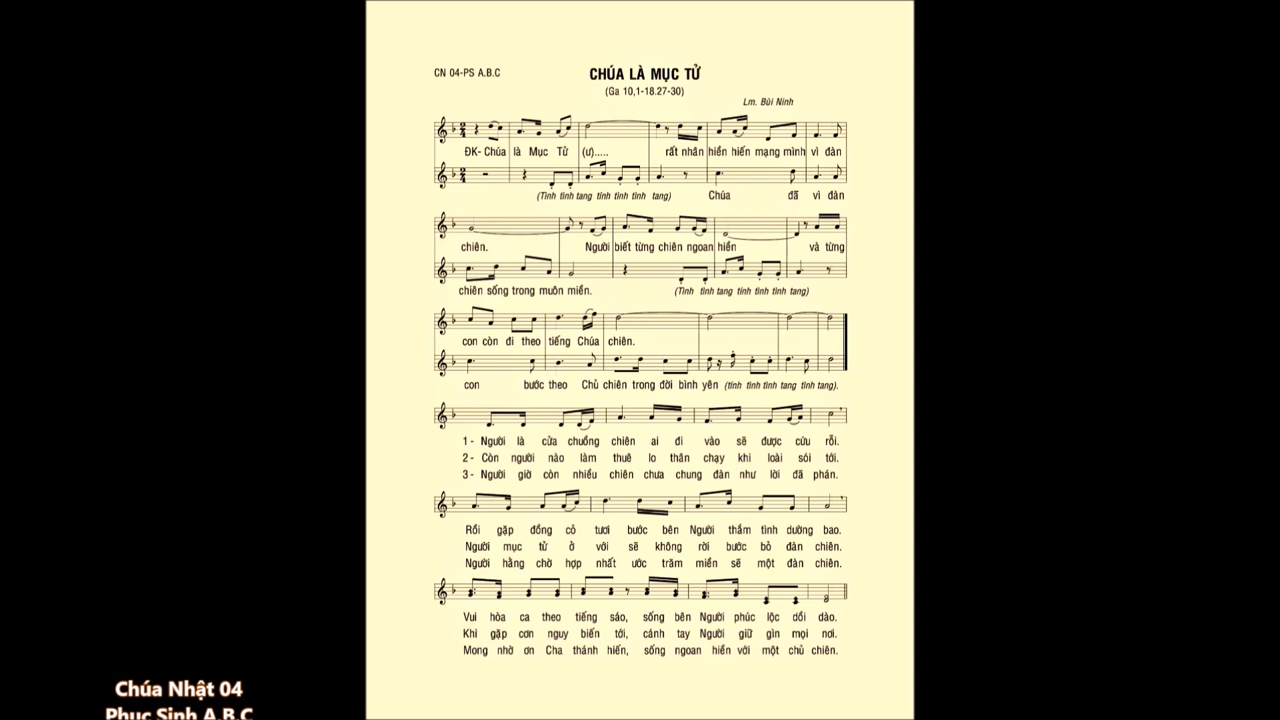 CN 04-PS A.B.C
CHÚA LÀ MỤC TỬ
(Ga 10,1-18.27-30)
Lm. Bùi Ninh
ĐK- Chúa là Mục Tử (ư)..... rất nhân hiền hiến mạng mình vì đàn
(Tình tình tang tính tình tình tang) Chúa đã vì đàn
chiên. Người biết từng chiên ngoan hiền và từng
chiên sống trong muôn miền. (Tình tình tang tính tình tình tang)
con còn đi theo tiếng Chúa chiên.
con bước theo Chủ chiên trong đời bình yên (tính tình tình tang tình tang).
1- Người là cửa chuồng chiên ai đi vào sẽ được cứu rỗi.
2- Còn người nào làm thuê lo thân chạy khi loài sói tới.
3- Người giờ còn nhiều chiên chưa chung đàn như lời đã phán.
Rồi gặp đồng cỏ tươi bước bên Người thắm tình dường bao.
Người mục tử ở với sẽ không rời bước bỏ đàn chiên.
Người hằng chờ hợp nhất ước trăm miền sẽ một đàn chiên.
Vui hòa ca theo tiếng sáo, sống bên Người phúc lộc dồi dào.
Khi gặp cơn nguy biến tới, cánh tay Người giữ gìn mọi nơi.
Mong nhờ ơn Cha thánh hiến, sống ngoan hiền với một chủ chiên.
Chúa Nhật 04
Phục Sinh A.B.C